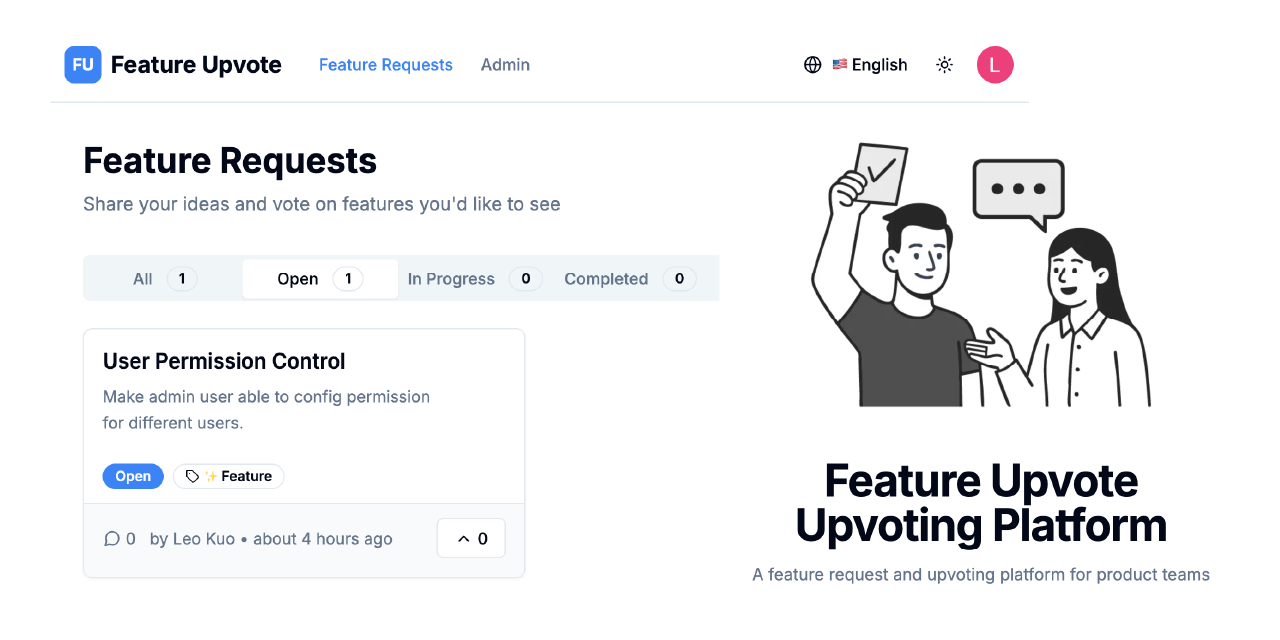 FU Feature Upvote Feature Requests Admin 🇺🇸 English L
Feature Requests
Share your ideas and vote on features you'd like to see
All 1 Open 1 In Progress 0 Completed 0
User Permission Control
Make admin user able to config permission
for different users.
Open ✨ Feature
0 by Leo Kuo • about 4 hours ago 0
Feature Upvote
Upvoting Platform
A feature request and upvoting platform for product teams